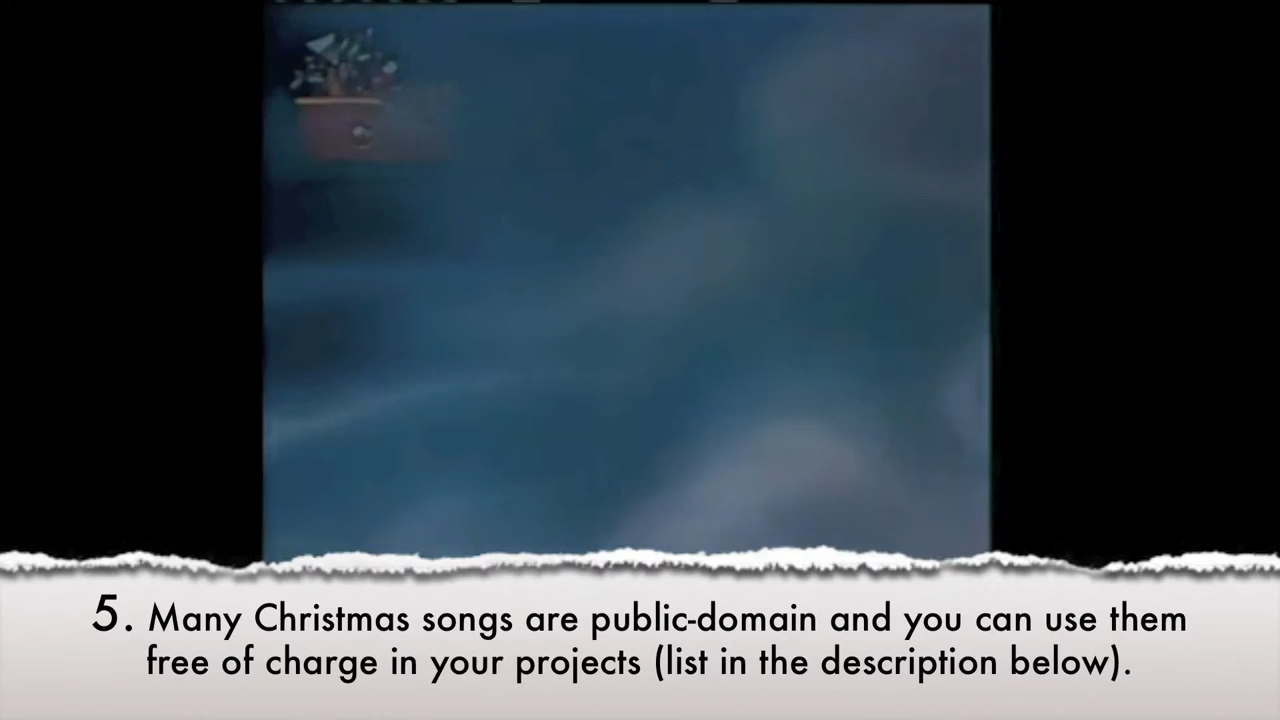 5. Many Christmas songs are public-domain and you can use them
free of charge in your projects (list in the description below).